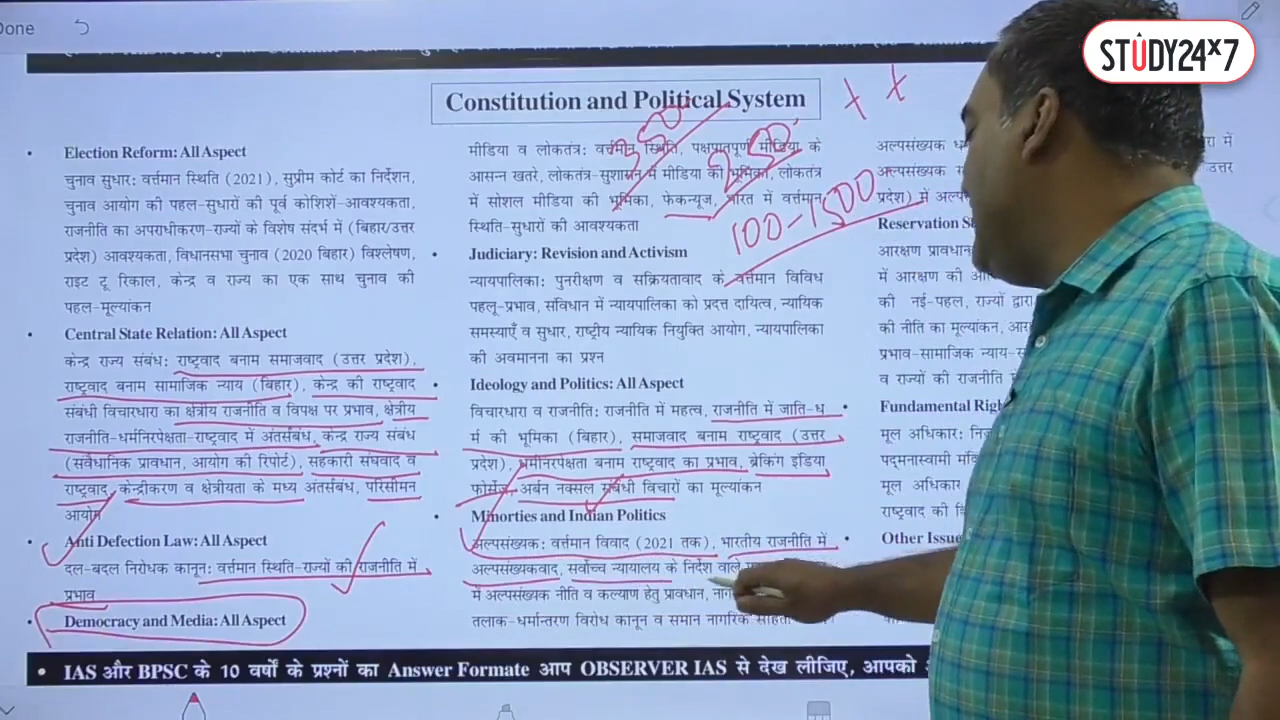 Done
STUDY24x7
Constitution and Political System
Election Reform: All Aspect
चुनाव सुधार: वर्त्तमान स्थिति (2021), सुप्रीम कोर्ट का निर्देशन,
चुनाव आयोग की पहल-सुधारों की पूर्व कोशिशें-आवश्यकता,
राजनीति का अपराधीकरण-राज्यों के विशेष संदर्भ में (बिहार/उत्तर
प्रदेश) आवश्यकता, विधानसभा चुनाव (2020 बिहार) विश्लेषण,
राइट टू रिकाल, केन्द्र व राज्य का एक साथ चुनाव की
पहल-मूल्यांकन
Central State Relation: All Aspect
केन्द्र राज्य संबंध: राष्ट्रवाद बनाम समाजवाद (उत्तर प्रदेश),
राष्ट्रवाद बनाम सामाजिक न्याय (बिहार), केन्द्र की राष्ट्रवाद
संबंधी विचारधारा का क्षेत्रीय राजनीति व विपक्ष पर प्रभाव, क्षेत्रीय
राजनीति-धर्मनिरपेक्षता-राष्ट्रवाद में अंतर्संबंध, केन्द्र राज्य संबंध
(संवैधानिक प्रावधान, आयोग की रिपोर्ट), सहकारी संघवाद व
राष्ट्रवाद, केन्द्रीकरण व क्षेत्रीयता के मध्य अंतर्संबंध, परिसीमन
आयोग
Anti Defection Law: All Aspect
दल-बदल निरोधक कानून: वर्त्तमान स्थिति-राज्यों की राजनीति में
प्रभाव
Democracy and Media: All Aspect
मीडिया व लोकतंत्र: वर्त्तमान स्थिति, पक्षपातपूर्ण मीडिया के
आसन्न खतरे, लोकतंत्र-सुशासन में मीडिया की भूमिका, लोकतंत्र
में सोशल मीडिया की भूमिका, फेकन्यूज, भारत में वर्त्तमान
स्थिति-सुधारों की आवश्यकता
350
250
100-1500
Judiciary: Revision and Activism
न्यायपालिका: पुनरीक्षण व सक्रियतावाद के वर्त्तमान विविध
पहलू-प्रभाव, संविधान में न्यायपालिका को प्रदत्त दायित्व, न्यायिक
समस्याएँ व सुधार, राष्ट्रीय न्यायिक नियुक्ति आयोग, न्यायपालिका
की अवमानना का प्रश्न
Ideology and Politics: All Aspect
विचारधारा व राजनीति: राजनीति में महत्व, राजनीति में जाति-ध
र्म की भूमिका (बिहार), समाजवाद बनाम राष्ट्रवाद (उत्तर
प्रदेश), धर्मनिरपेक्षता बनाम राष्ट्रवाद का प्रभाव, ब्रेकिंग इंडिया
फोर्सेज, अर्बन नक्सल संबंधी विचारों का मूल्यांकन
Minorties and Indian Politics
अल्पसंख्यक: वर्त्तमान विवाद (2021 तक), भारतीय राजनीति में
अल्पसंख्यकवाद, सर्वोच्च न्यायालय के निर्देश वाले
में अल्पसंख्यक नीति व कल्याण हेतु प्रावधान,
तलाक-धर्मान्तरण विरोध कानून व समान नागरिक संहिता
अल्पसंख्यक
अल्पसंख्यक
प्रदेश) में
Reservation
आरक्षण प्रावधान
में आरक्षण की
की नई-पहल, राज्यों द्वारा
की नीति का मूल्यांकन,
प्रभाव-सामाजिक
व राज्यों की राजनीति
Fundamental
मूल अधिकार:
पद्मनास्वामी
मूल अधिकार
राष्ट्रवाद की
Other
IAS और BPSC के 10 वर्षों के प्रश्नों का Answer Formate आप OBSERVER IAS से देख लीजिए, आपको